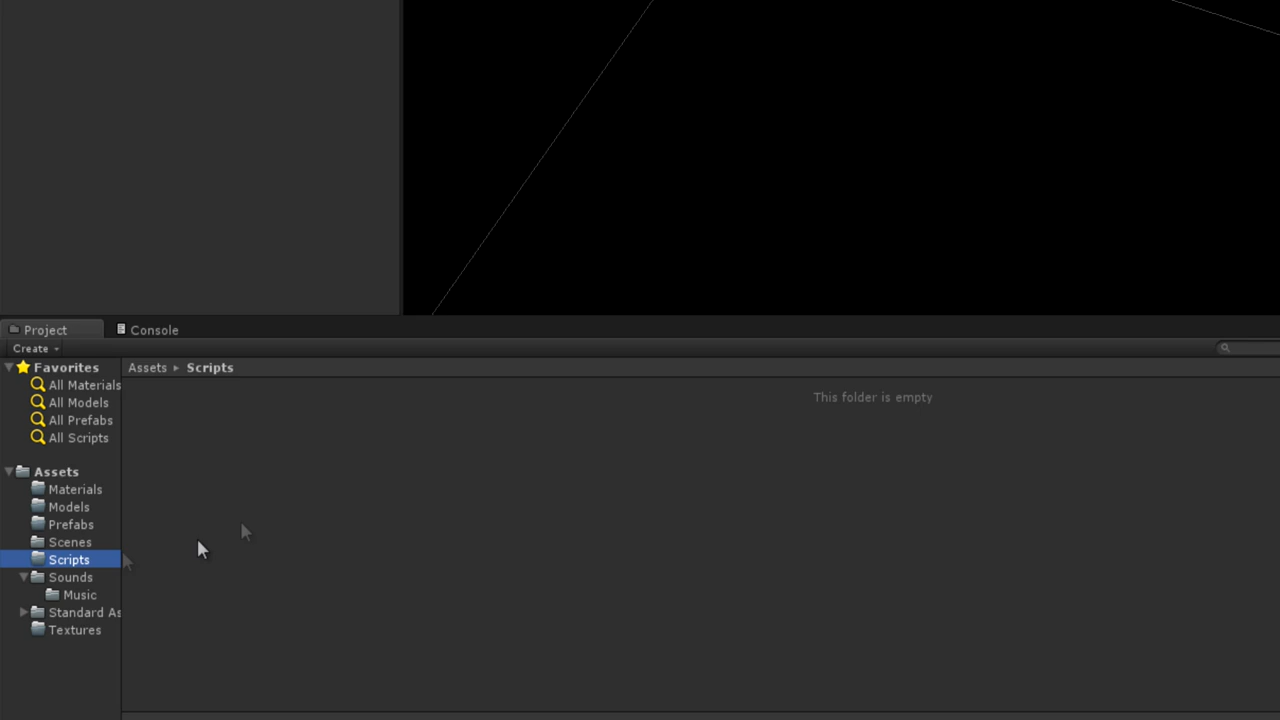 Project
Console
Create
Favorites
Assets ▸ Scripts
All Materials
This folder is empty
All Models
All Prefabs
All Scripts
Assets
Materials
Models
Prefabs
Scenes
Scripts
Sounds
Music
Standard As
Textures